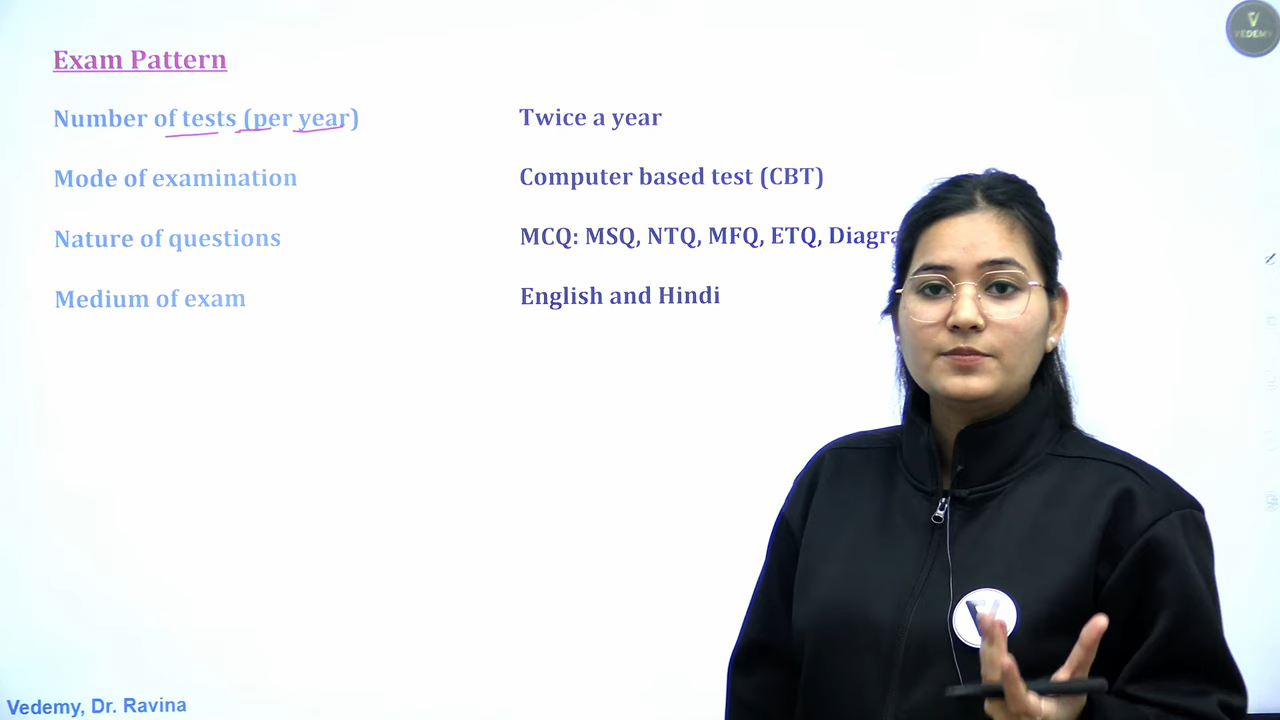 VEDEMY
Exam Pattern
Number of tests (per year) Twice a year
Mode of examination Computer based test (CBT)
Nature of questions MCQ: MSQ, NTQ, MFQ, ETQ,
Medium of exam English and Hindi
Vedemy, Dr. Ravina